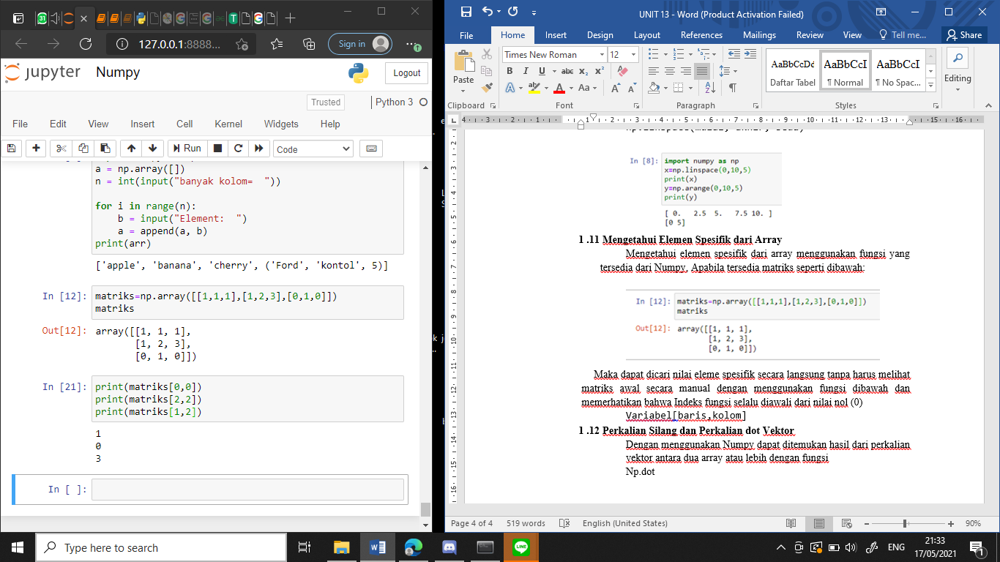 127.0.0.1:8888...
Sign in
jupyter Numpy
Logout
Trusted
Python 3
File Edit View Insert Cell Kernel Widgets Help
Run
Code
a = np.array([])
n = int(input("banyak kolom=  "))
for i in range(n):
b = input("Element:  ")
a = append(a, b)
print(arr)
['apple', 'banana', 'cherry', ('Ford', 'kontol', 5)]
In [12]: matriks=np.array([[1,1,1],[1,2,3],[0,1,0]])
matriks
Out[12]: array([[1, 1, 1],
[1, 2, 3],
[0, 1, 0]])
In [21]: print(matriks[0,0])
print(matriks[2,2])
print(matriks[1,2])
1
0
3
In [ ]:
UNIT 13 - Word (Product Activation Failed)
File Home Insert Design Layout References Mailings Review View Tell me... Share
Paste
Clipboard
Times New Roman 12
B I U abc x₂ x²
A ab A Aa A A
Font
Paragraph
AaBbCcDd AaBbCcI AaBbCcI
Daftar Tabel ¶ Normal ¶ No Spac...
Styles
Editing
In [8]: import numpy as np
x=np.linspace(0,10,5)
print(x)
y=np.arange(0,10,5)
print(y)
[ 0.   2.5  5.   7.5 10. ]
[0 5]
1 .11 Mengetahui Elemen Spesifik dari Array
Mengetahui elemen spesifik dari array menggunakan fungsi yang
tersedia dari Numpy. Apabila tersedia matriks seperti dibawah:
In [12]: matriks=np.array([[1,1,1],[1,2,3],[0,1,0]])
matriks
Out[12]: array([[1, 1, 1],
[1, 2, 3],
[0, 1, 0]])
Maka dapat dicari nilai eleme spesifik secara langsung tanpa harus melihat
matriks awal secara manual dengan menggunakan fungsi dibawah dan
memerhatikan bahwa Indeks fungsi selalu diawali dari nilai nol (0)
Variabel[baris,kolom]
1 .12 Perkalian Silang dan Perkalian dot Vektor
Dengan menggunakan Numpy dapat ditemukan hasil dari perkalian
vektor antara dua array atau lebih dengan fungsi
Np.dot
Page 4 of 4 519 words English (United States) 90%
Type here to search
ENG
21:33
17/05/2021